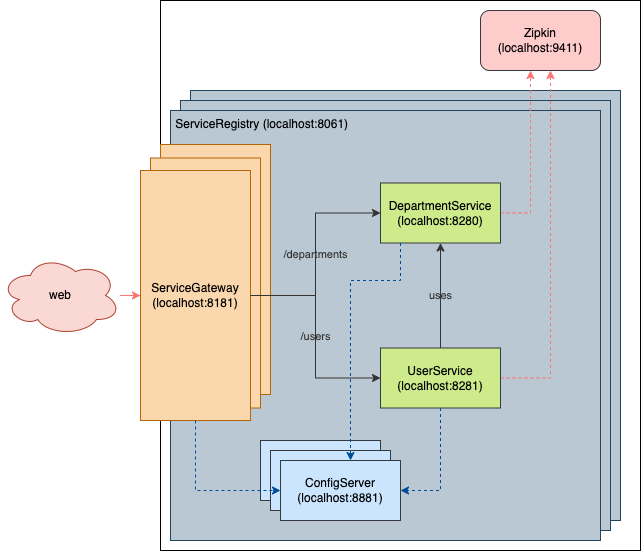 Zipkin
(localhost:9411)
ServiceRegistry (localhost:8061)
DepartmentService
(localhost:8280)
/departments
web
ServiceGateway
(localhost:8181)
uses
/users
UserService
(localhost:8281)
ConfigServer
(localhost:8881)